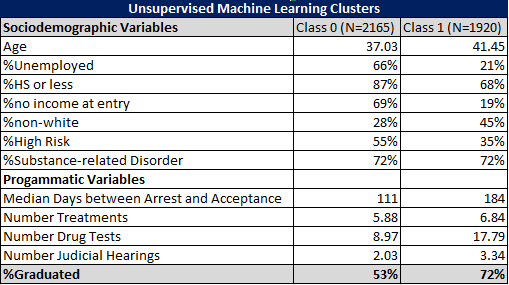 Unsupervised Machine Learning Clusters
Sociodemographic Variables Class 0 (N=2165) Class 1 (N=1920)
Age 37.03 41.45
%Unemployed 66% 21%
%HS or less 87% 68%
%no income at entry 69% 19%
%non-white 28% 45%
%High Risk 55% 35%
%Substance-related Disorder 72% 72%
Progammatic Variables
Median Days between Arrest and Acceptance 111 184
Number Treatments 5.88 6.84
Number Drug Tests 8.97 17.79
Number Judicial Hearings 2.03 3.34
%Graduated 53% 72%